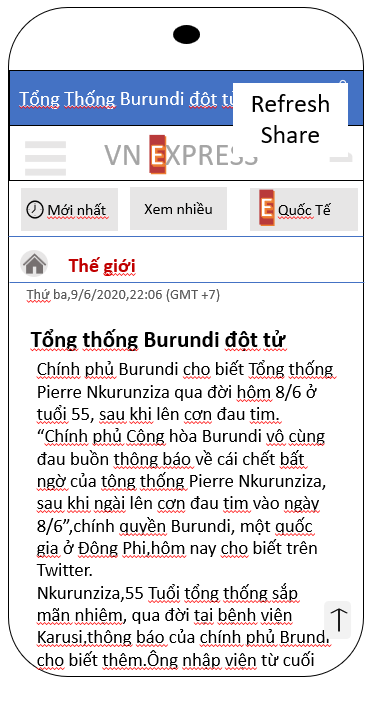 Tổng Thống Burundi đột tử
Refresh
Share
VN EXPRESS
Mới nhất
Xem nhiều
E Quốc Tế
Thế giới
Thứ ba,9/6/2020,22:06 (GMT +7)
Tổng thống Burundi đột tử
Chính phủ Burundi cho biết Tổng thống
Pierre Nkurunziza qua đời hôm 8/6 ở
tuổi 55, sau khi lên cơn đau tim.
“Chính phủ Công hòa Burundi vô cùng
đau buồn thông báo về cái chết bất
ngờ của tông thống Pierre Nkurunziza,
sau khi ngài lên cơn đau tim vào ngày
8/6”,chính quyền Burundi, một quốc
gia ở Đông Phi,hôm nay cho biết trên
Twitter.
Nkurunziza,55 Tuổi tổng thống sắp
mãn nhiệm, qua đời tại bênh viên
Karusi,thông báo của chính phủ Brundi
cho biết thêm.Ông nhập viện từ cuối